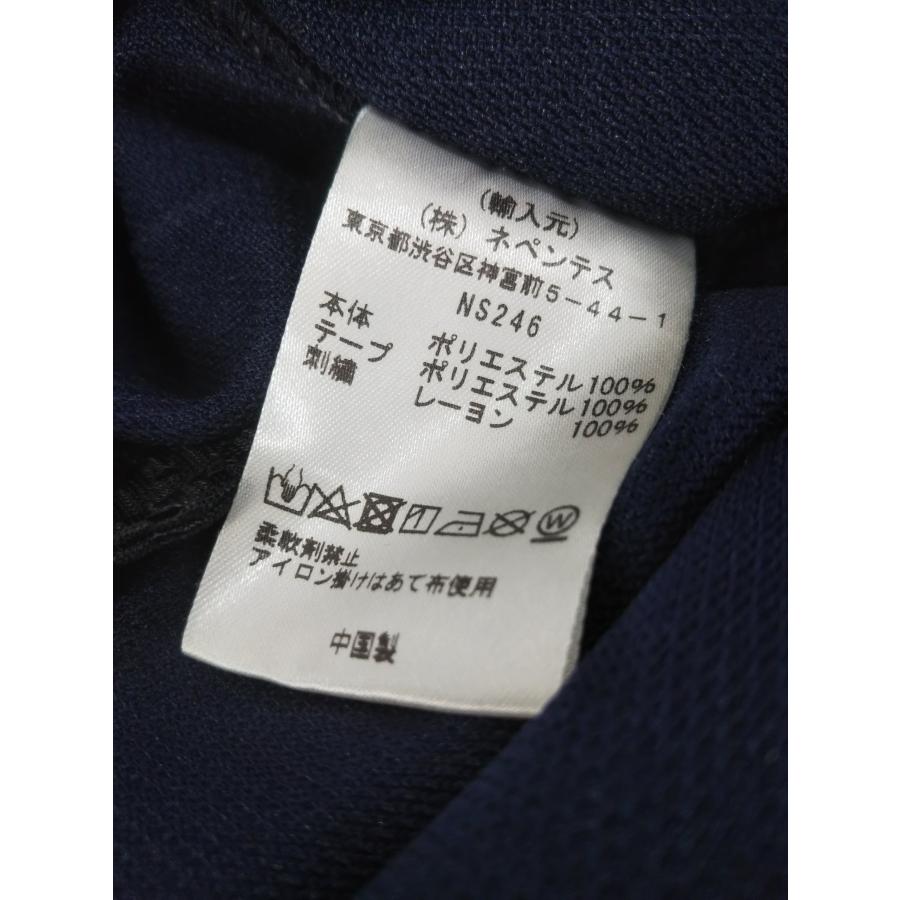 (輸入元)
(株) ネペンテス
東京都渋谷区神宮前5-44-1
NS246
本体 ポリエステル100%
テープ ポリエステル100%
刺繍 レーヨン 100%
W
柔軟剤禁止
アイロン掛けはあて布使用
中国製